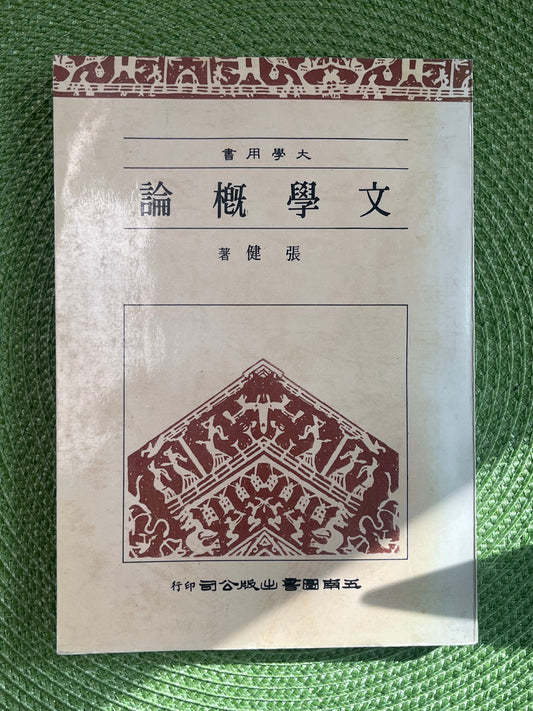 大學用書
文學概論
張健 著
五南圖書出版公司印行